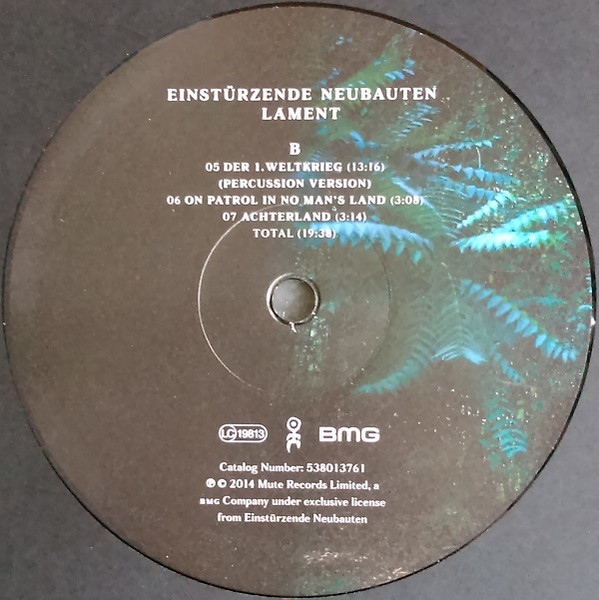 EINSTÜRZENDE NEUBAUTEN
LAMENT
B
05 DER 1.WELTKRIEG (13:16)
(PERCUSSION VERSION)
06 ON PATROL IN NO MAN'S LAND (3:08)
07 ACHTERLAND (3:14)
TOTAL (19:38)
LC 19813 BMG
Catalog Number: 538013761
℗ © 2014 Mute Records Limited, a
BMG Company under exclusive license
from Einstürzende Neubauten